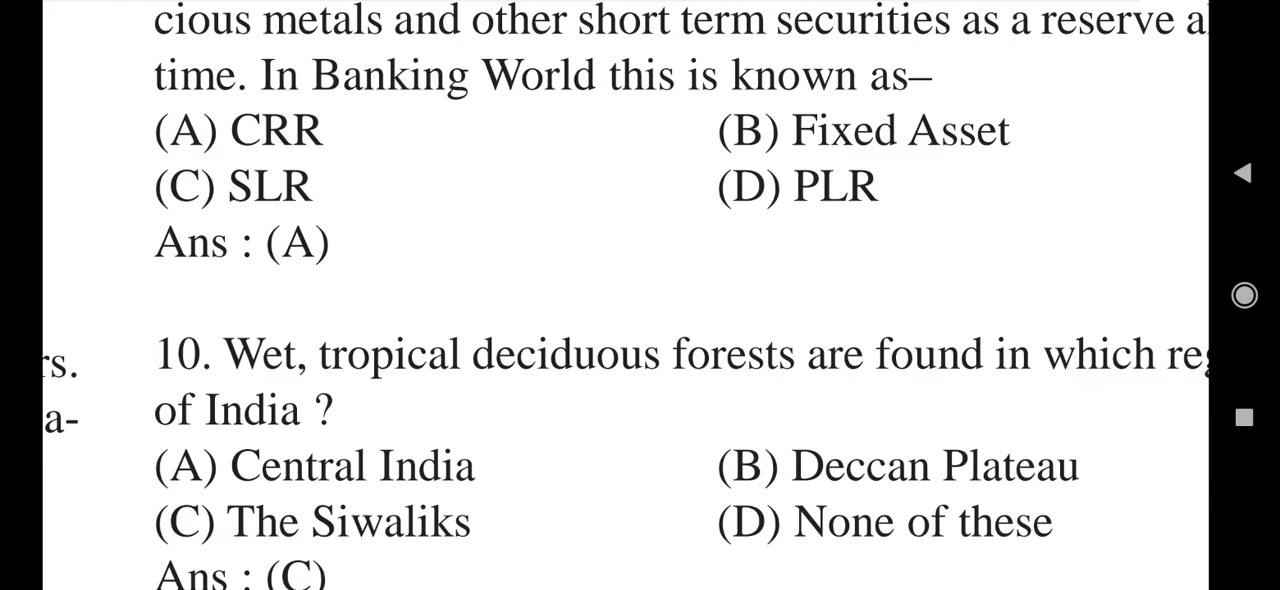 cious metals and other short term securities as a reserve
time. In Banking World this is known as–
(A) CRR (B) Fixed Asset
(C) SLR (D) PLR
Ans : (A)
rs.
a-
10. Wet, tropical deciduous forests are found in which
of India ?
(A) Central India (B) Deccan Plateau
(C) The Siwaliks (D) None of these
Ans : (C)